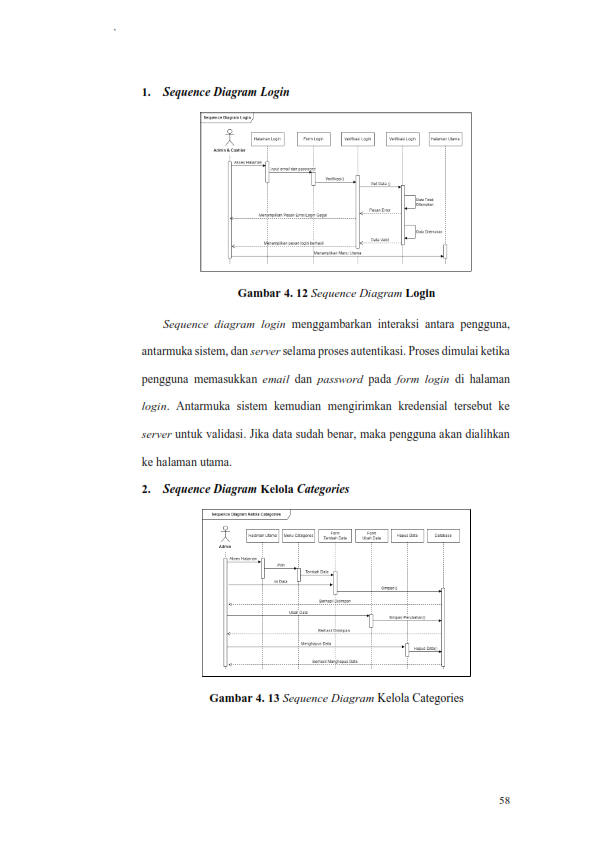 1. Sequence Diagram Login
Sequence Diagram Login
Halaman Login
Form Login
Verifikasi Login
Verifikasi Login
Halaman Utama
Admin & Cashier
Akses Halaman
Input email dan password
Verifikasi()
Get Data ()
Data Tidak
Ditemukan
Pesan Error
Menampilkan Pesan Error/Login Gagal
Data Ditemukan
Data Valid
Menampilkan pesan login berhasil
Menampilkan Menu Utama
Gambar 4. 12 Sequence Diagram Login
Sequence diagram login menggambarkan interaksi antara pengguna,
antarmuka sistem, dan server selama proses autentikasi. Proses dimulai ketika
pengguna memasukkan email dan password pada form login di halaman
login. Antarmuka sistem kemudian mengirimkan kredensial tersebut ke
server untuk validasi. Jika data sudah benar, maka pengguna akan dialihkan
ke halaman utama.
2. Sequence Diagram Kelola Categories
Sequence Diagram Kelola Categories
Halaman Utama
Menu Categories
Form
Tambah Data
Form
Ubah Data
Hapus Data
Database
Admin
Akses Halaman
Pilih
Tambah Data
Isi Data
Simpan()
Berhasil Disimpan
Ubah Data
Simpan Perubahan()
Berhasil Disimpan
Menghapus Data
Hapus Data()
Berhasil Menghapus Data
Gambar 4. 13 Sequence Diagram Kelola Categories
58